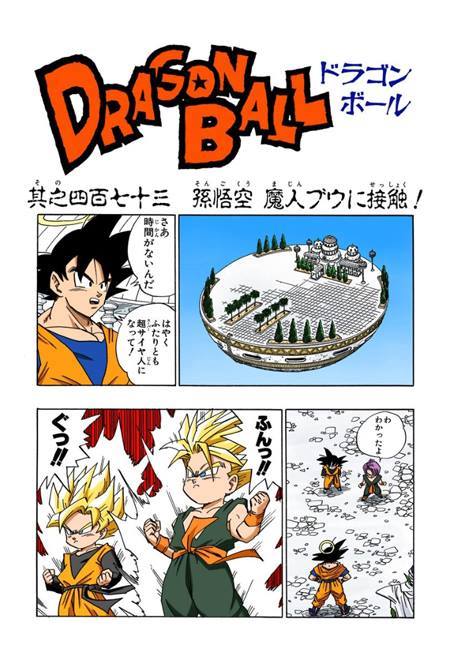 DRAGON BALL
ドラゴン
ボール
其之四百七十三 孫悟空 魔人ブウに接触!
さあ
時間がないんだ
はやく
ふたりとも
超サイヤ人に
なって!
わ
わかったよ
ふんっ!!
ぐっ!!